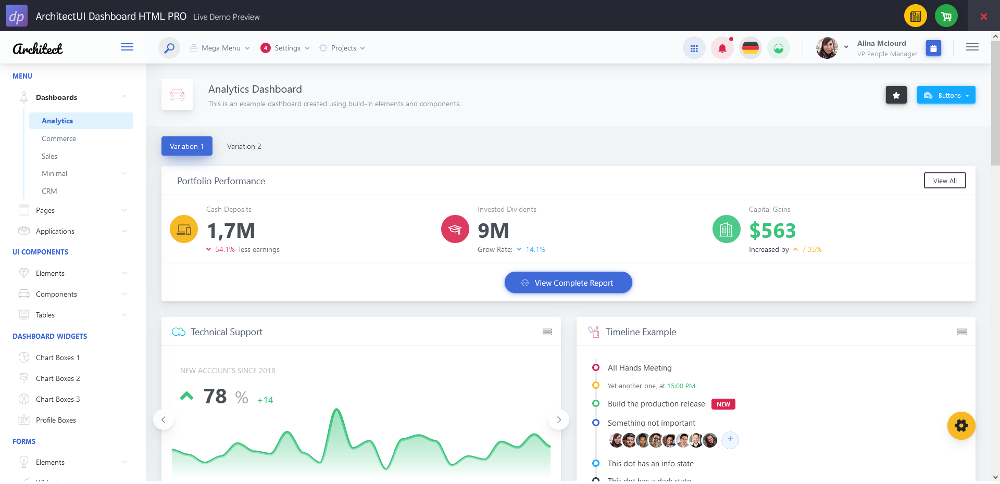 dp ArchitectUI Dashboard HTML PRO Live Demo Preview
Architect
Mega Menu
4 Settings
Projects
Alina Mclourd
VP People Manager
MENU
Dashboards
Analytics
Commerce
Sales
Minimal
CRM
Pages
Applications
UI COMPONENTS
Elements
Components
Tables
DASHBOARD WIDGETS
Chart Boxes 1
Chart Boxes 2
Chart Boxes 3
Profile Boxes
FORMS
Elements
Analytics Dashboard
This is an example dashboard created using build-in elements and components.
Buttons
Variation 1
Variation 2
Portfolio Performance
View All
Cash Deposits
1,7M
54.1% less earnings
Invested Dividents
9M
Grow Rate: 14.1%
Capital Gains
$563
Increased by 7.35%
View Complete Report
Technical Support
NEW ACCOUNTS SINCE 2018
78 % +14
Timeline Example
All Hands Meeting
Yet another one, at 15:00 PM
Build the production release NEW
Something not important
+
This dot has an info state
This dot has a dark state